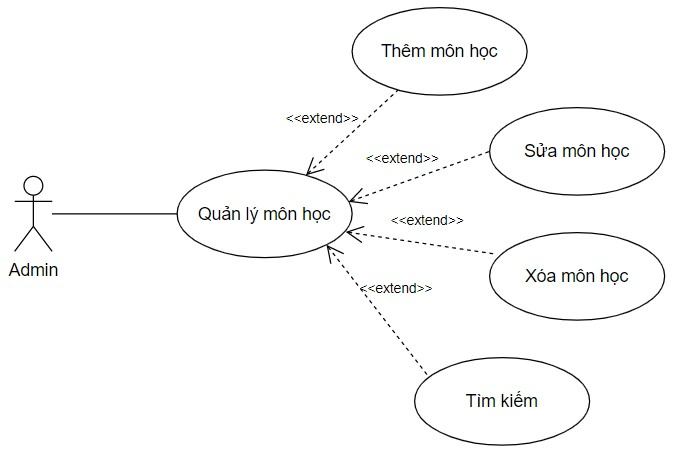 Thêm môn học
<<extend>>
Sửa môn học
<<extend>>
Quản lý môn học
<<extend>>
Admin
Xóa môn học
<<extend>>
Tìm kiếm